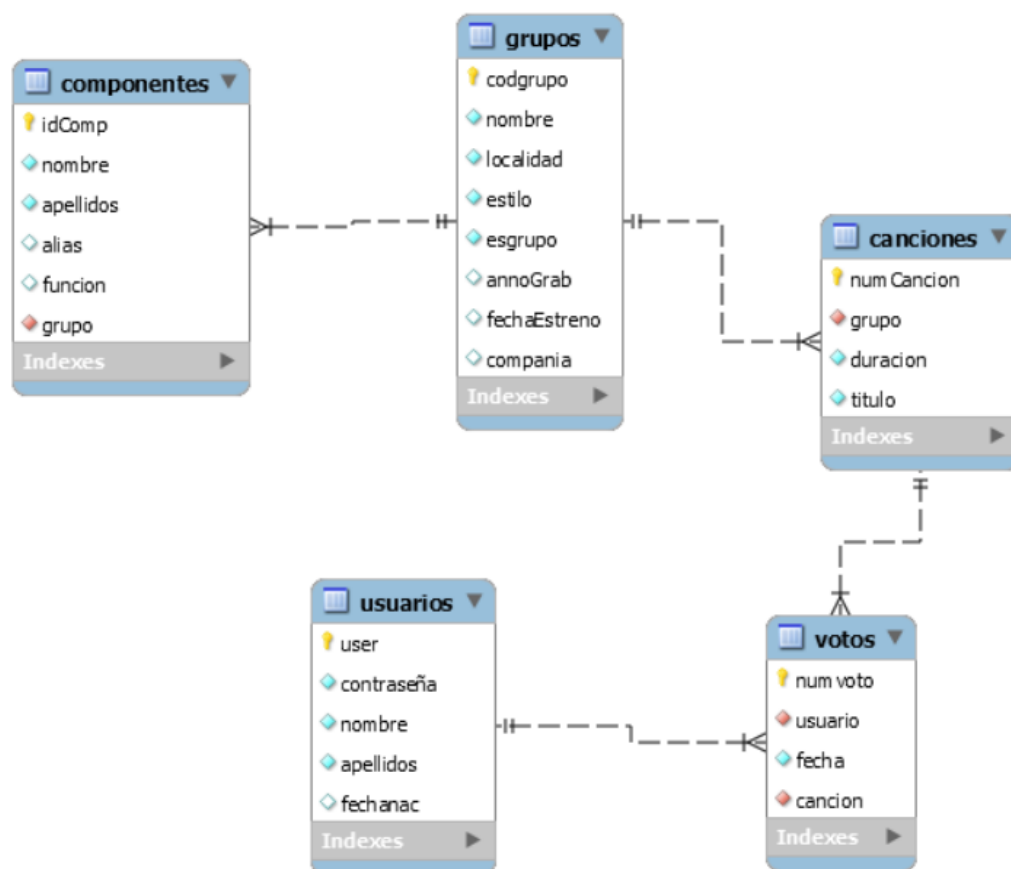 componentes
idComp
nombre
apellidos
alias
funcion
grupo
Indexes
grupos
codgrupo
nombre
localidad
estilo
esgrupo
annoGrab
fechaEstreno
compania
Indexes
canciones
numCancion
grupo
duracion
titulo
Indexes
usuarios
user
contraseña
nombre
apellidos
fechanac
Indexes
votos
numvoto
usuario
fecha
cancion
Indexes